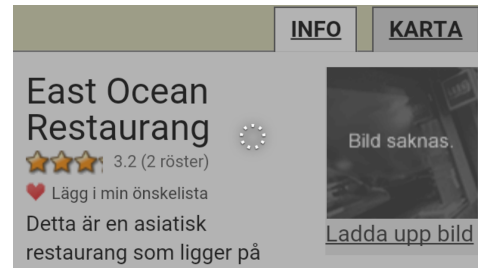 INFO KARTA
East Ocean
Restaurang
Bild saknas.
3.2 (2 röster)
Lägg i min önskelista
Detta är en asiatisk
Ladda upp bild
restaurang som ligger på